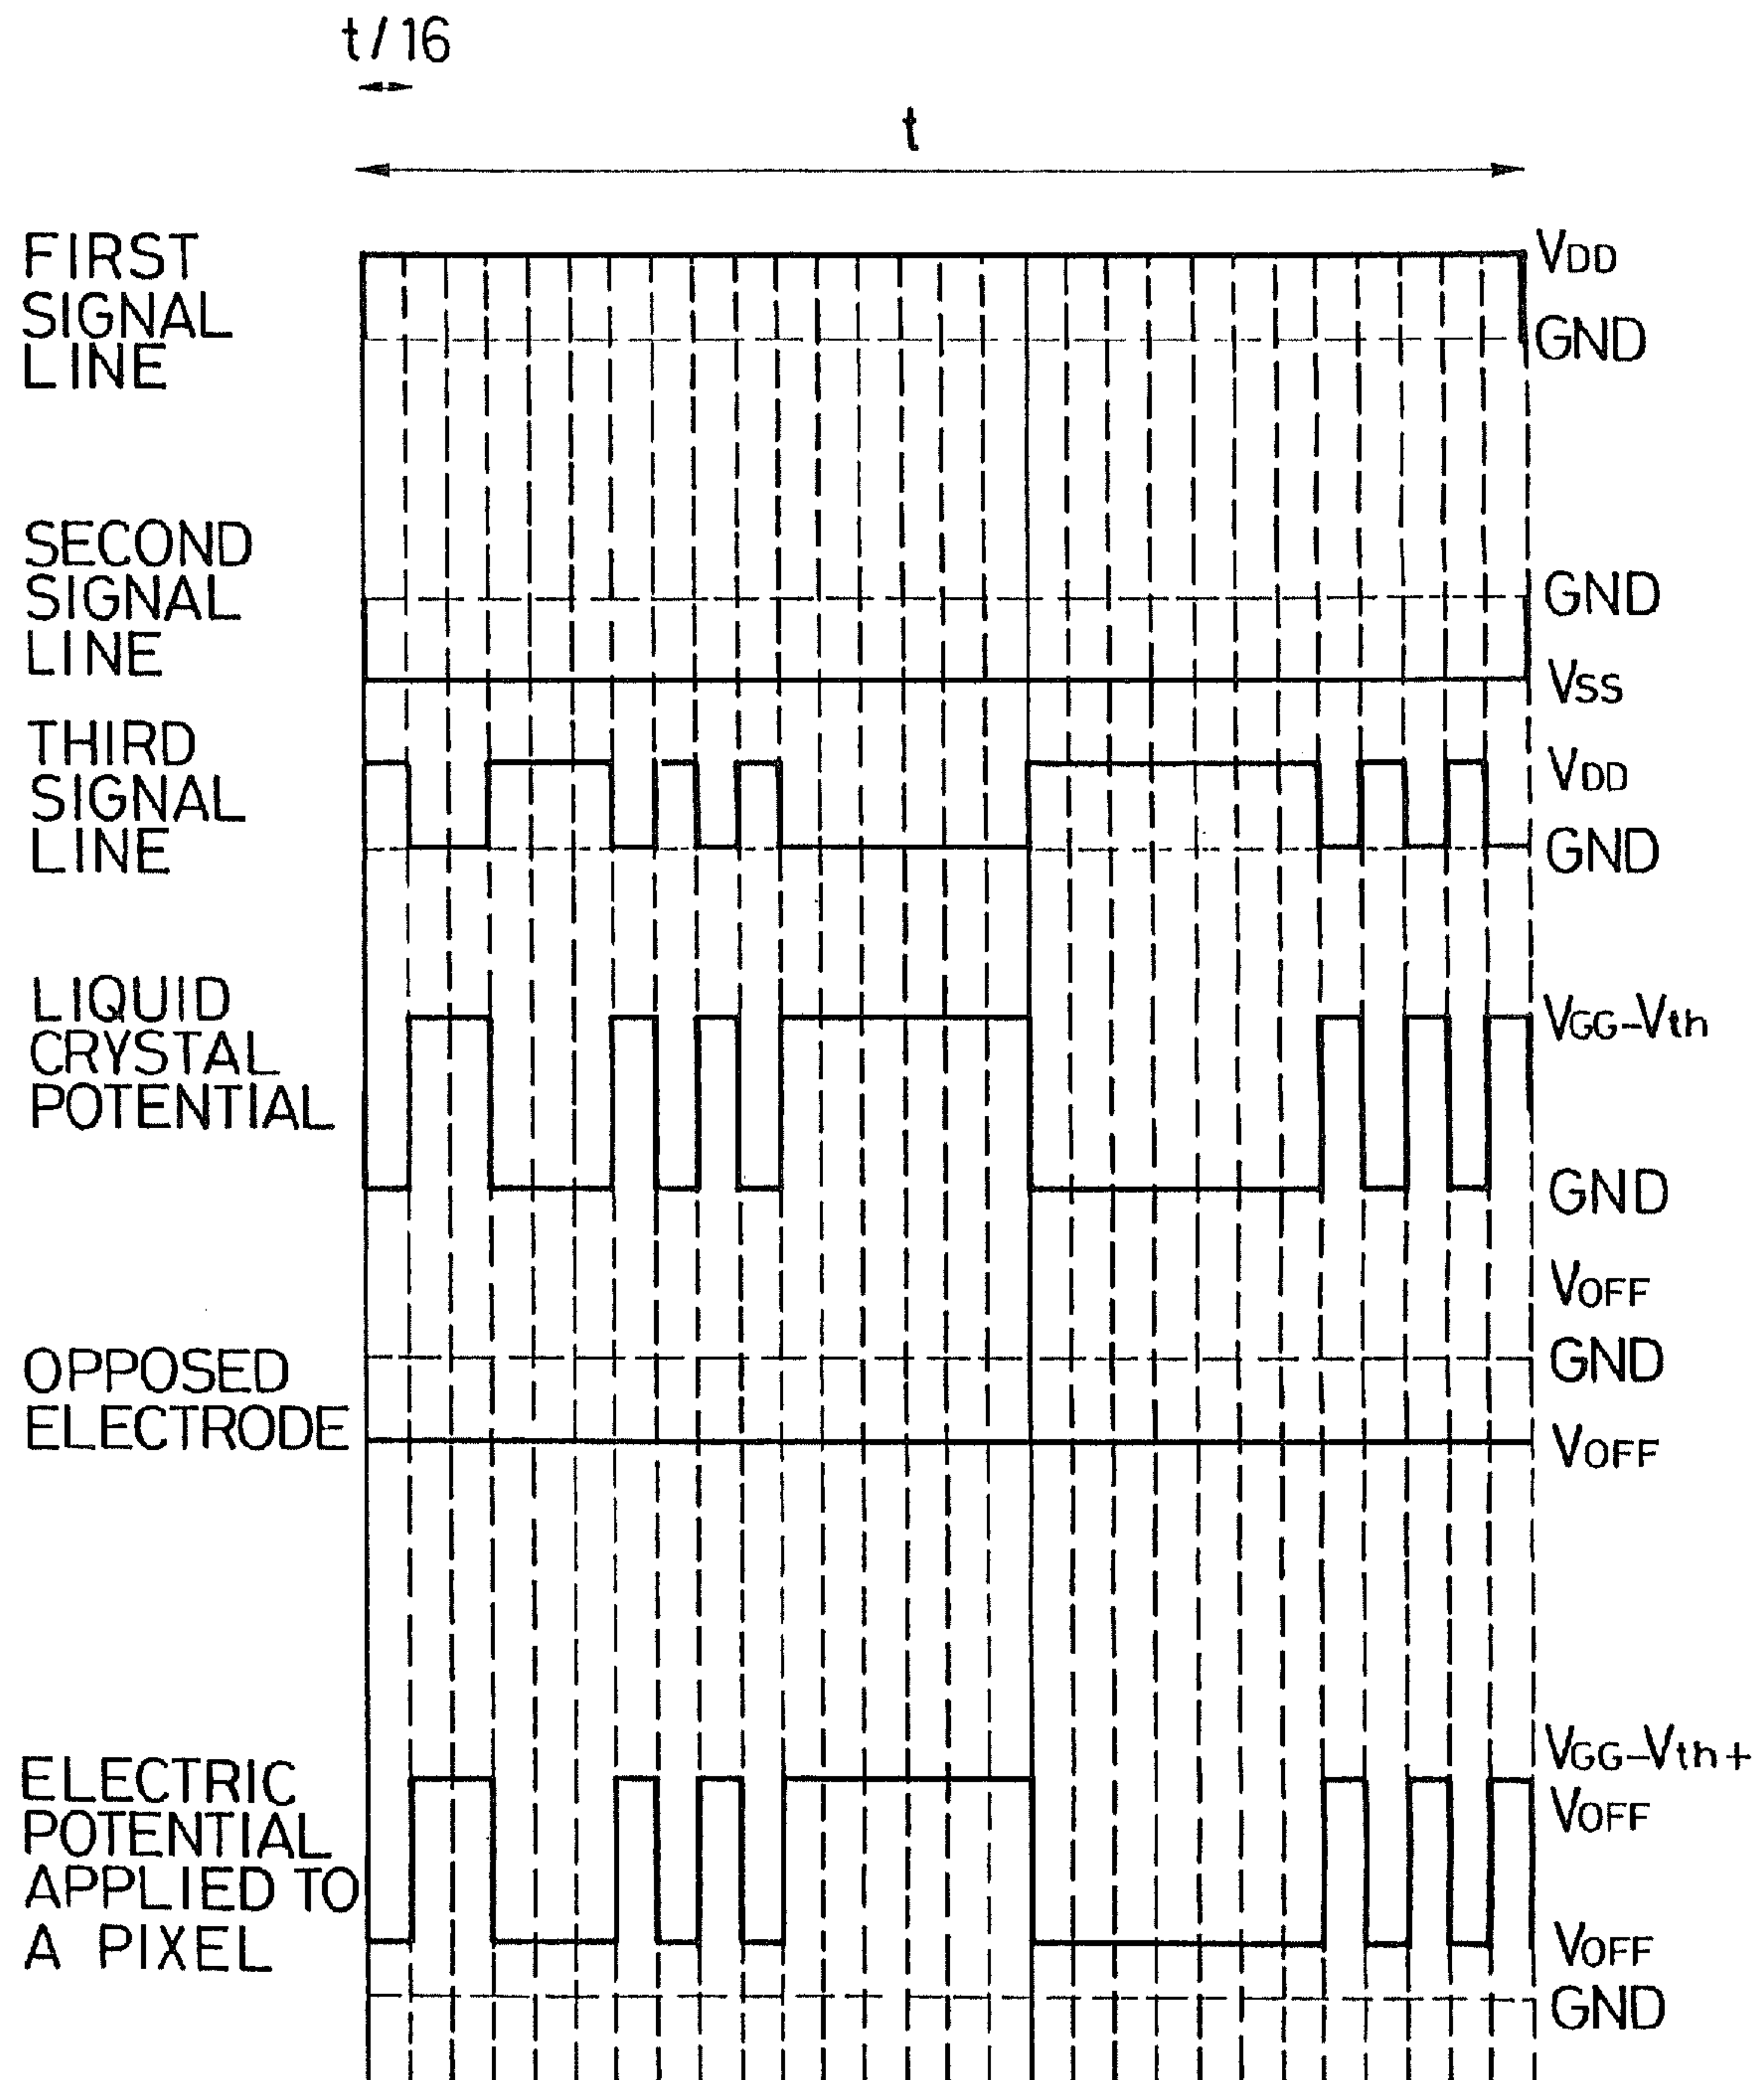 t/16
t
FIRST
SIGNAL
LINE
VDD
GND
SECOND
SIGNAL
LINE
GND
VSS
THIRD
SIGNAL
LINE
VDD
GND
LIQUID
CRYSTAL
POTENTIAL
VGG-Vth
GND
VOFF
OPPOSED
ELECTRODE
GND
VOFF
ELECTRIC
POTENTIAL
APPLIED TO
A PIXEL
VGG-Vth+
VOFF
VOFF
GND